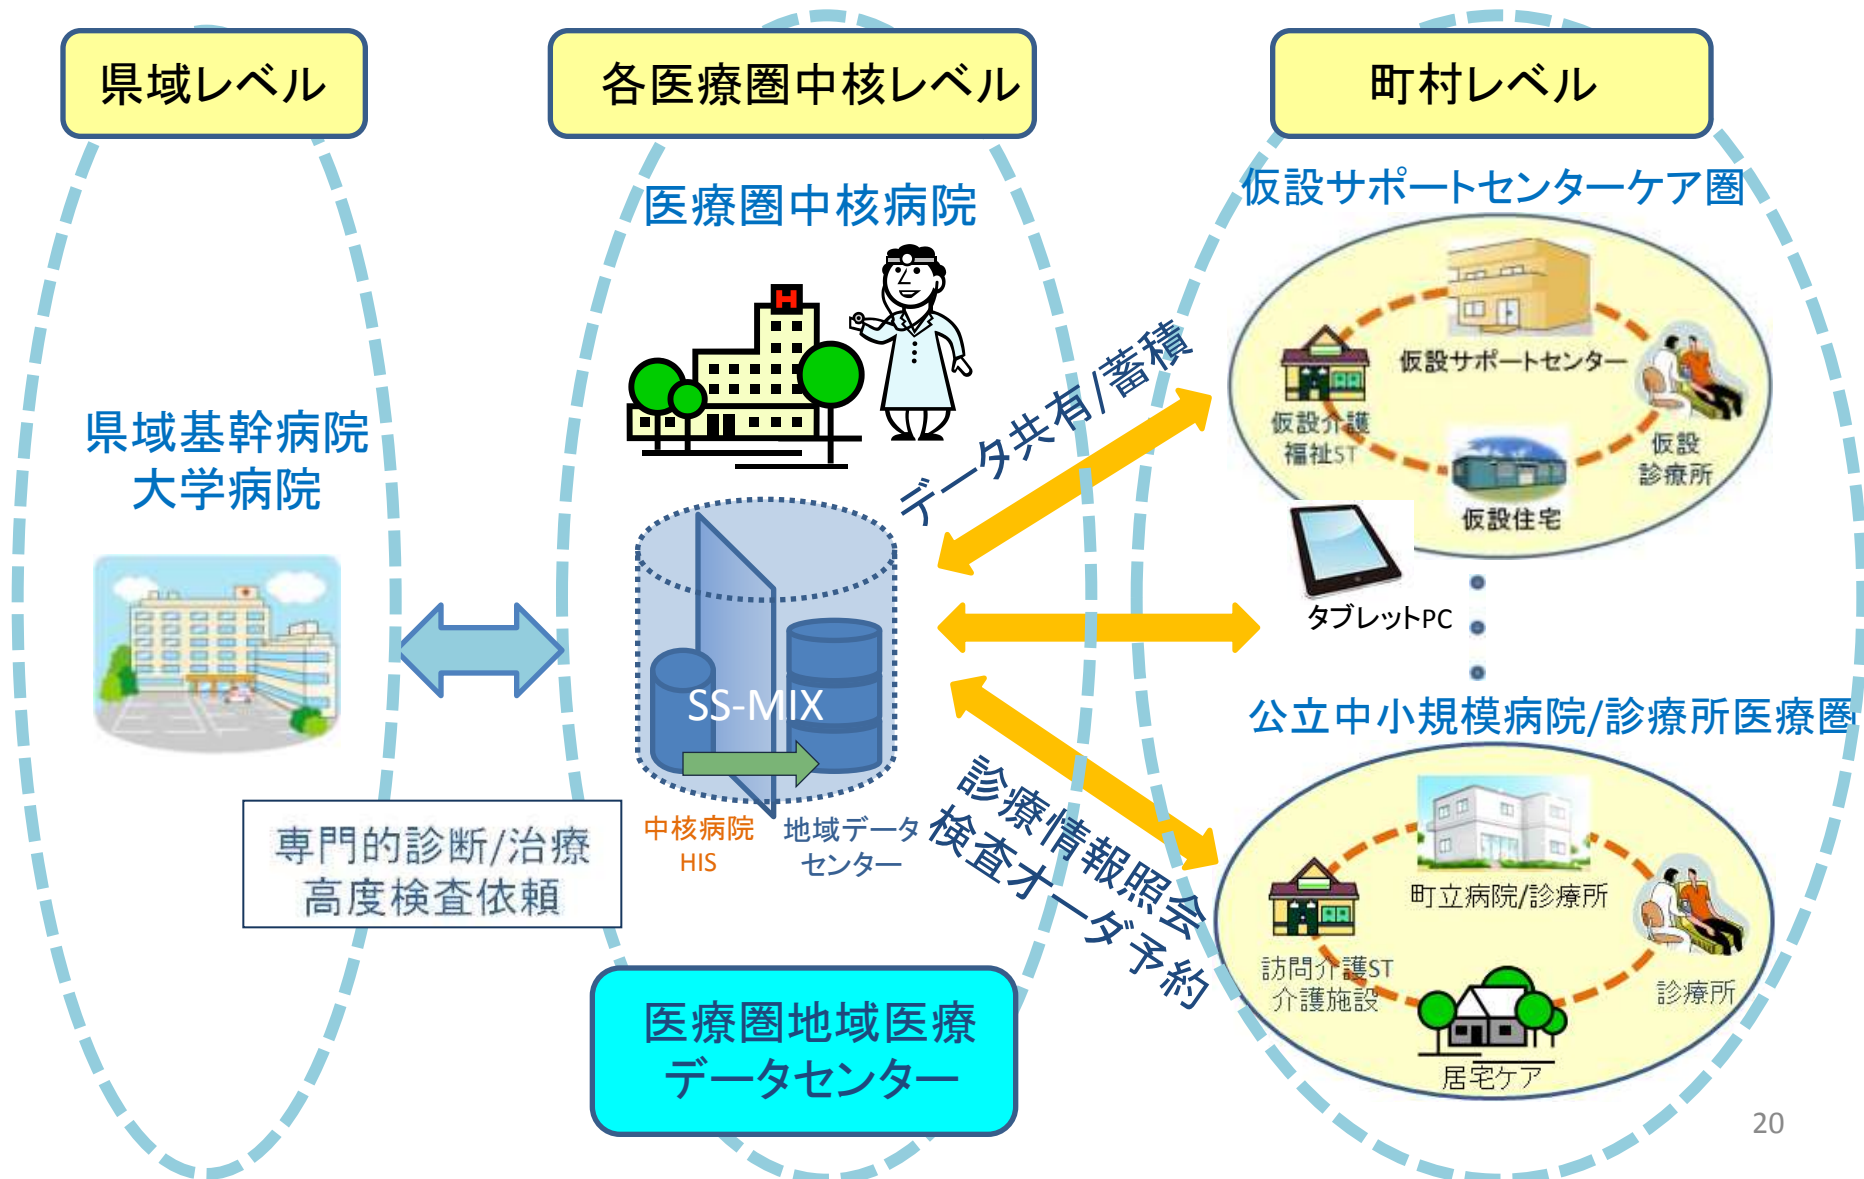 県域レベル
各医療圏中核レベル
町村レベル
県域基幹病院
大学病院
専門的診断/治療
高度検査依頼
医療圏中核病院
SS-MIX
中核病院
HIS
地域データ
センター
医療圏地域医療
データセンター
データ共有/蓄積
診療情報照会
検査オーダ予約
仮設サポートセンターケア圏
仮設サポートセンター
仮設介護
福祉ST
仮設
診療所
仮設住宅
タブレットPC
公立中小規模病院/診療所医療圏
町立病院/診療所
訪問介護ST
介護施設
診療所
居宅ケア
20